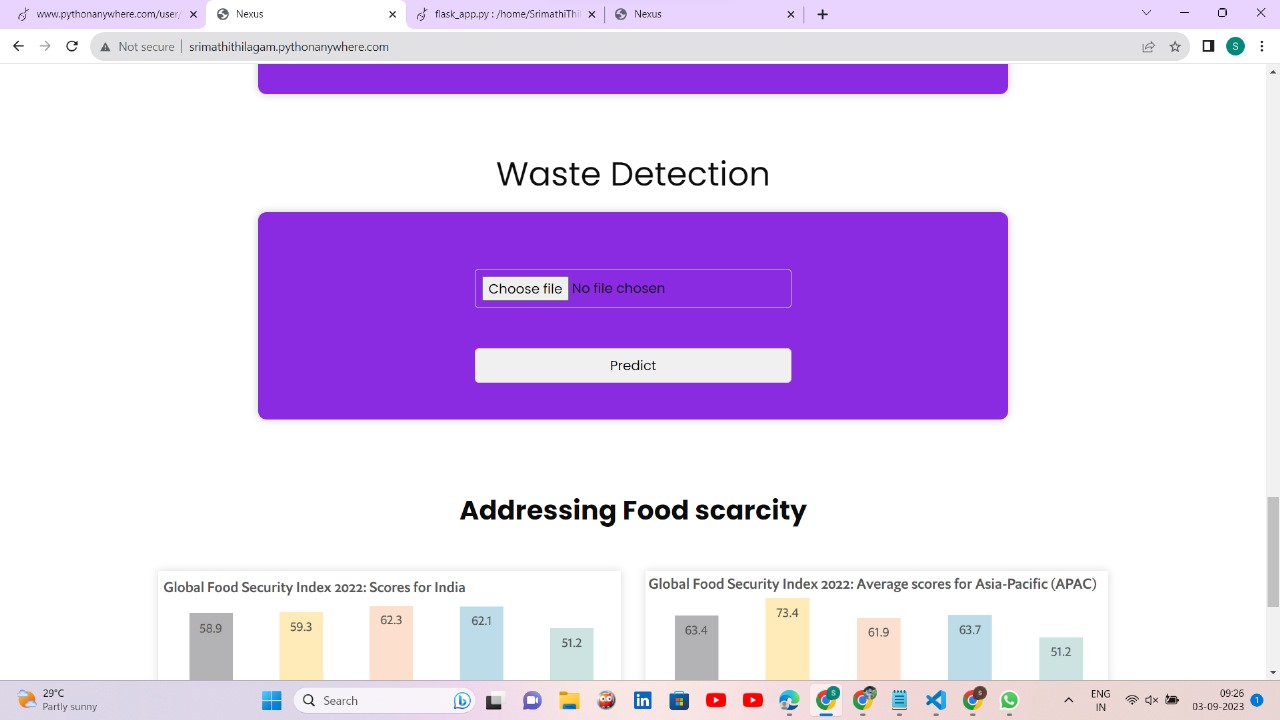 www.pythonanywhere.com/user/
Nexus
flask_app.py : /home/SrimathiThil
Nexus
Not secure
srimathithilagam.pythonanywhere.com
S
Waste Detection
Choose file No file chosen
Predict
Addressing Food scarcity
Global Food Security Index 2022: Scores for India
58.9
59.3
62.3
62.1
51.2
Global Food Security Index 2022: Average scores for Asia-Pacific (APAC)
63.4
73.4
61.9
63.7
51.2
29°C
Partly sunny
Search
ENG
IN
09:26
03-09-2023
1